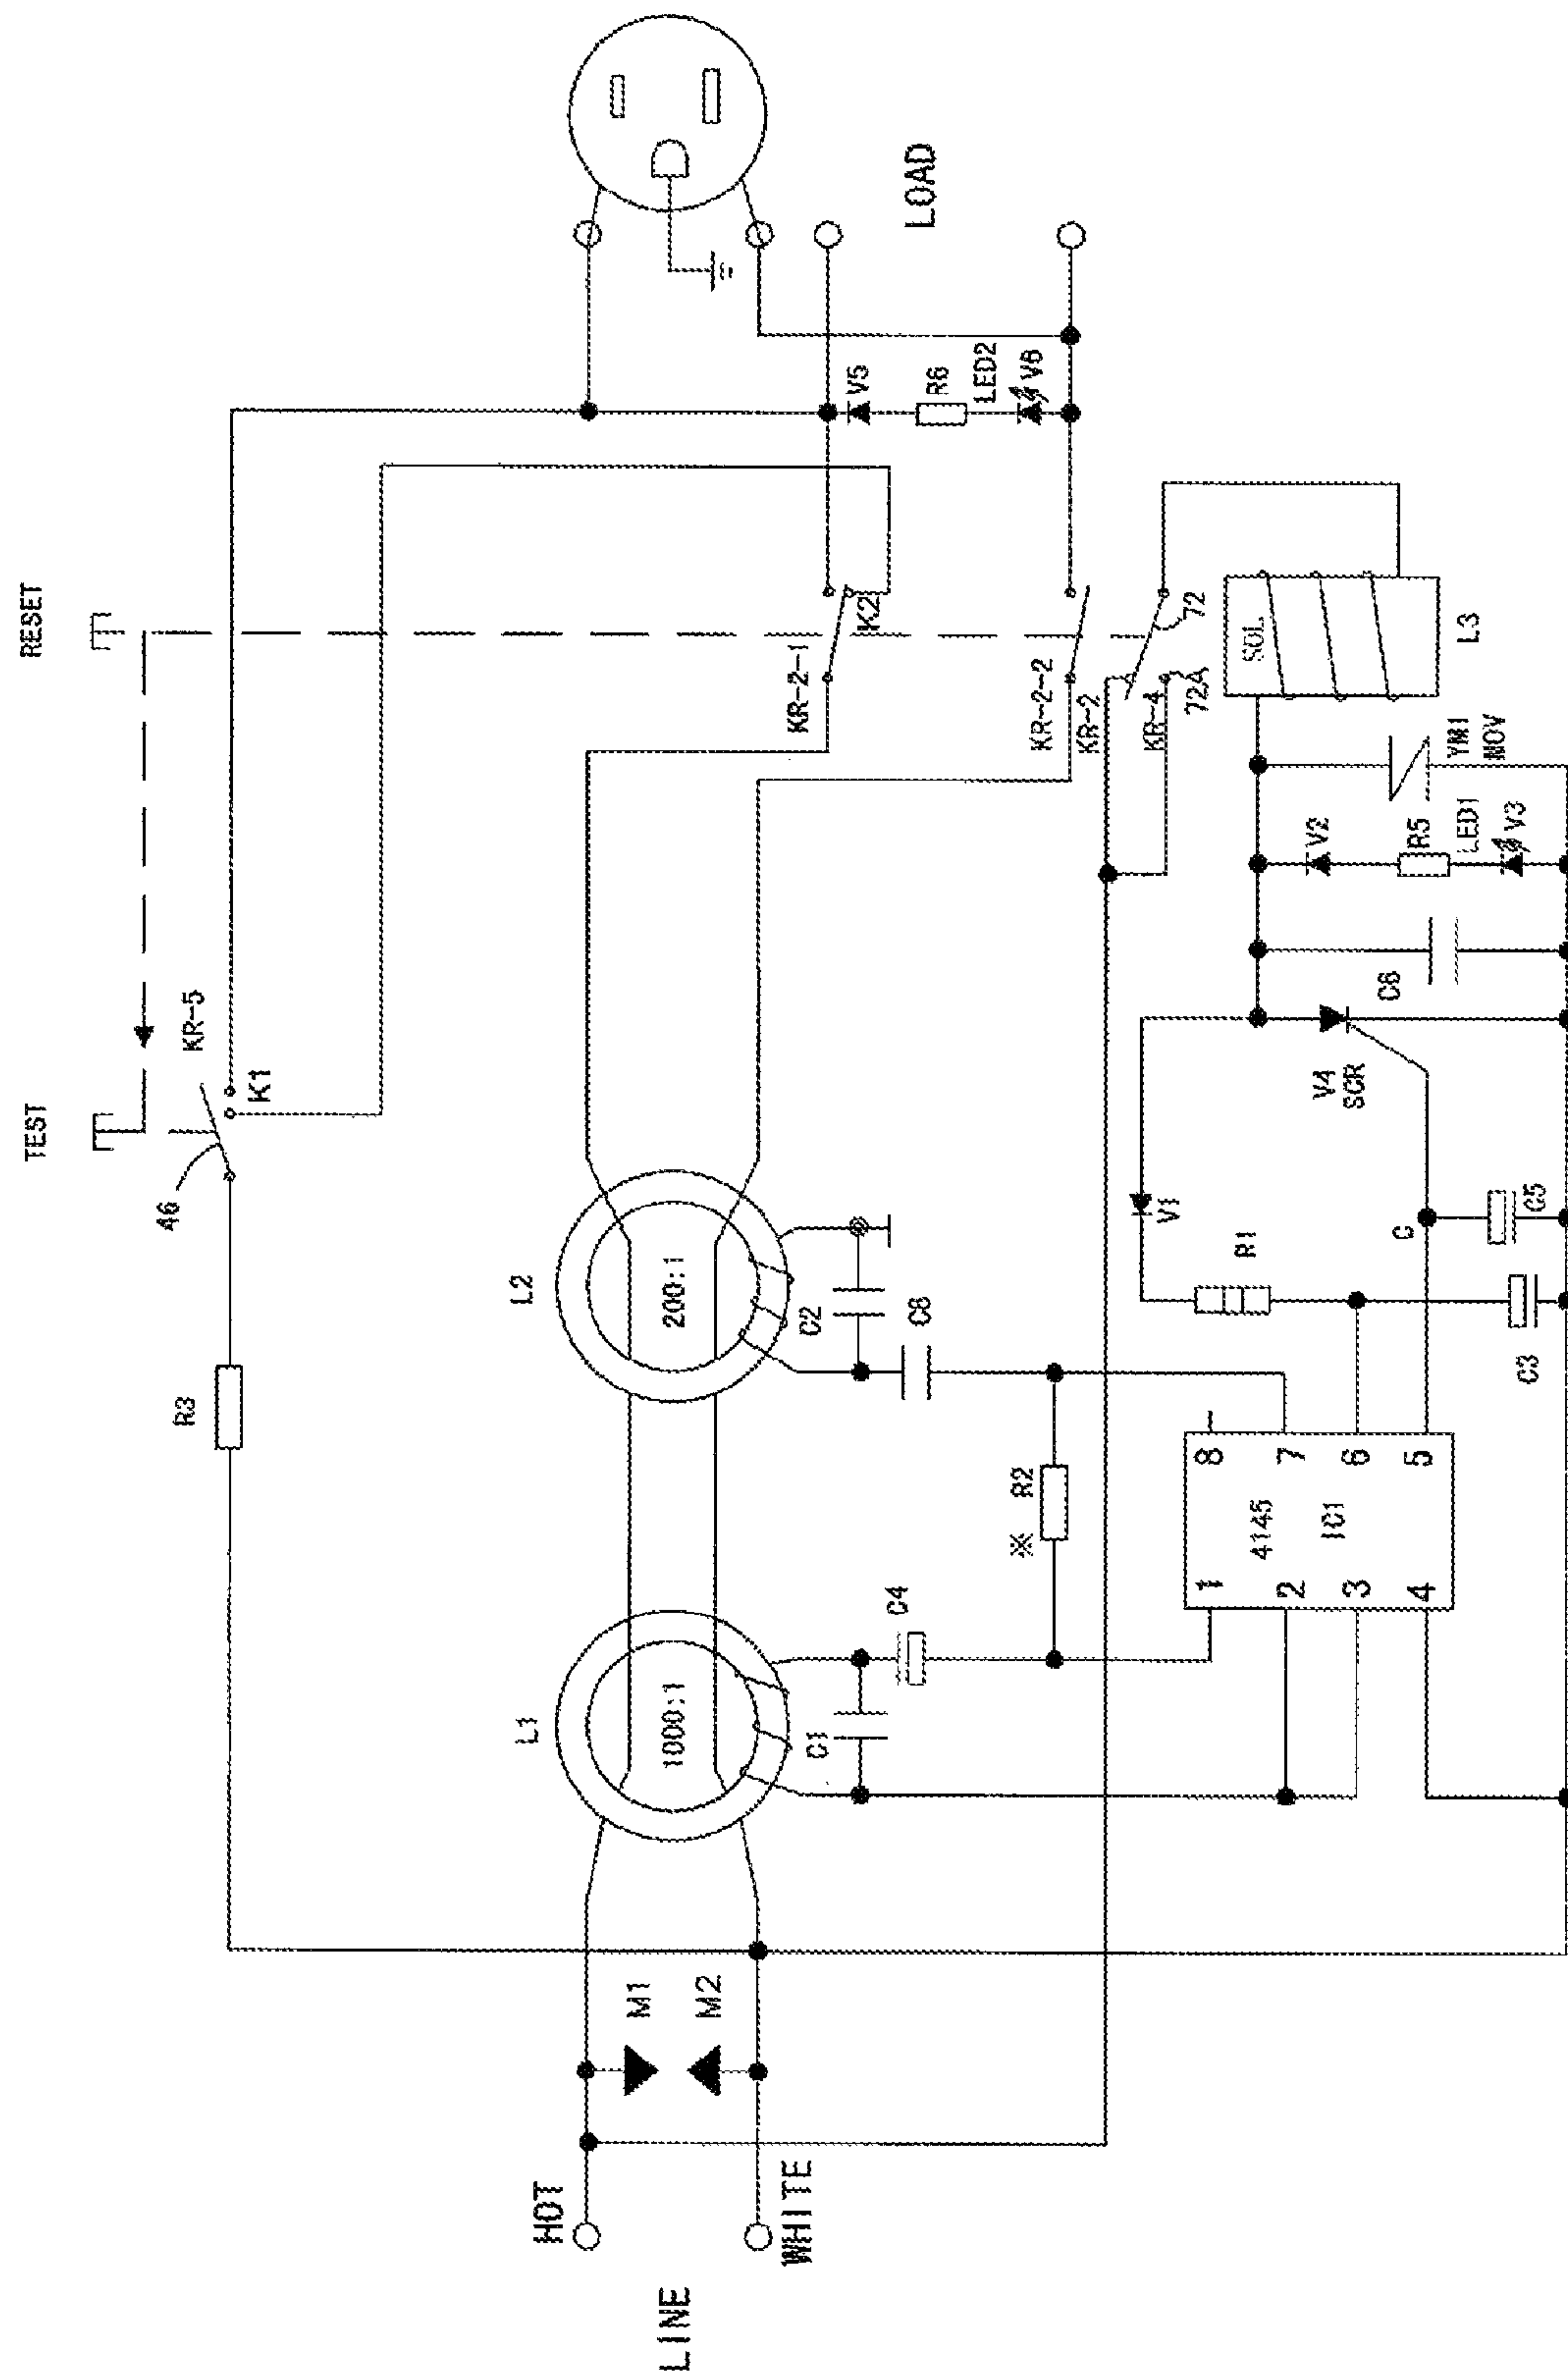 TEST
RESET
46
KR-5
K1
R3
L1
1000:1
L2
200:1
HOT
LINE
WHITE
M1
M2
C1
C4
C2
C8
※ R2
KR-2-1
K2
V5
R6
LED2
V6
LOAD
KR-2-2
KR-2
KR-4
72
72A
SOL
L3
YM1
MOV
V2
R5
LED1
V3
C6
V4
SCR
V1
R1
G
C5
C3
4145
IC1
1
2
3
4
8
7
6
5